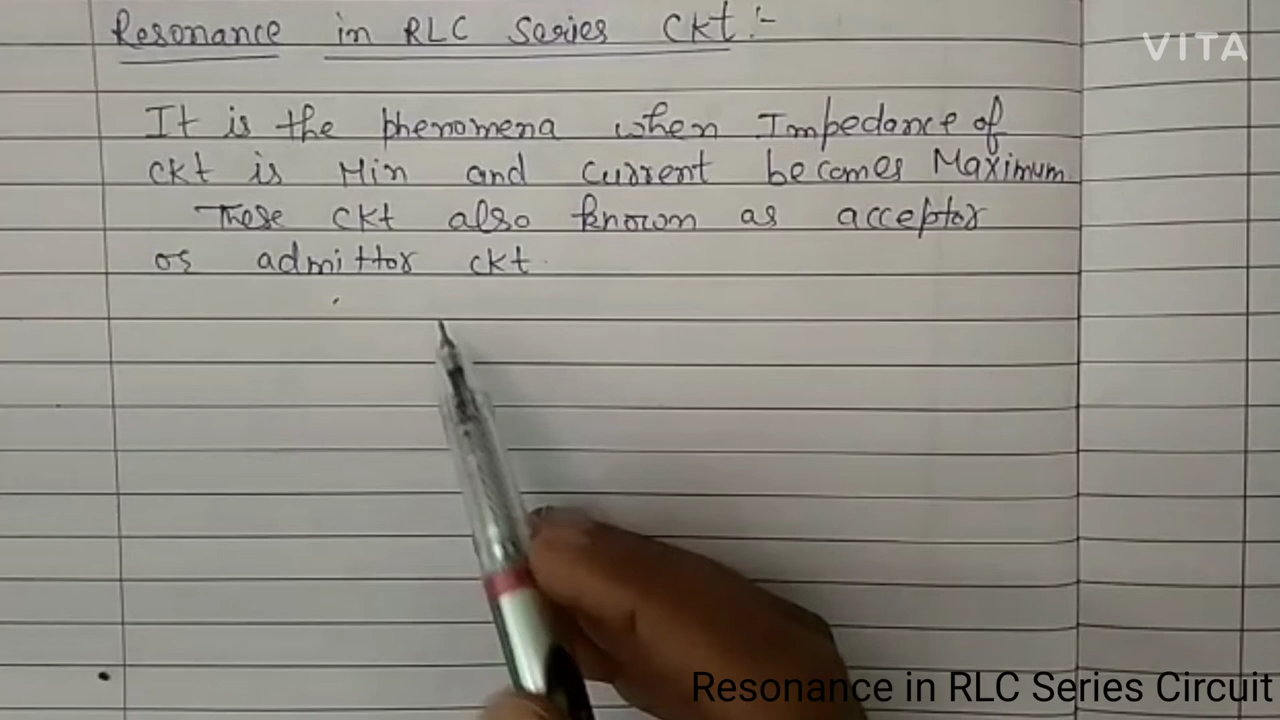 Resonance in RLC Series Ckt :-
VITA
It is the phenomena when Impedance of
ckt is Min and current becomes Maximum.
These ckt also known as acceptor
or admittor ckt.
Resonance in RLC Series Circuit